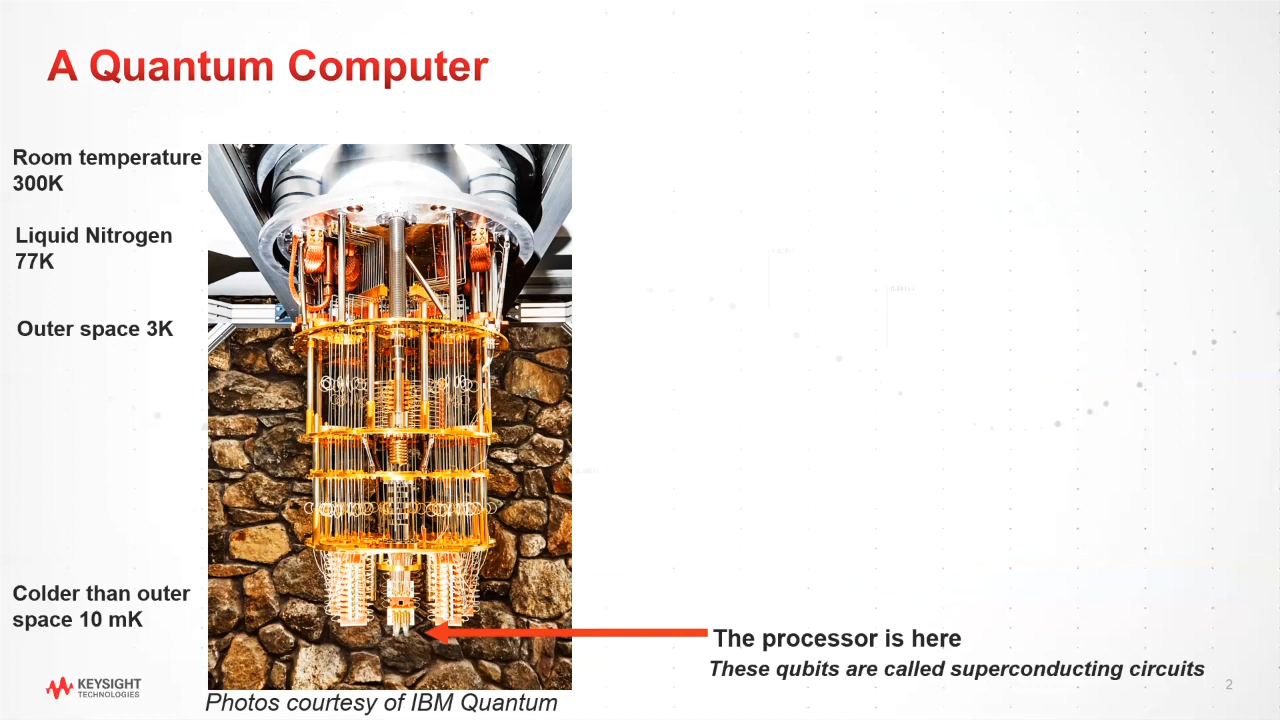 A Quantum Computer
Room temperature
300K
Liquid Nitrogen
77K
Outer space 3K
Colder than outer
space 10 mK
The processor is here
These qubits are called superconducting circuits
KEYSIGHT
TECHNOLOGIES
Photos courtesy of IBM Quantum
2